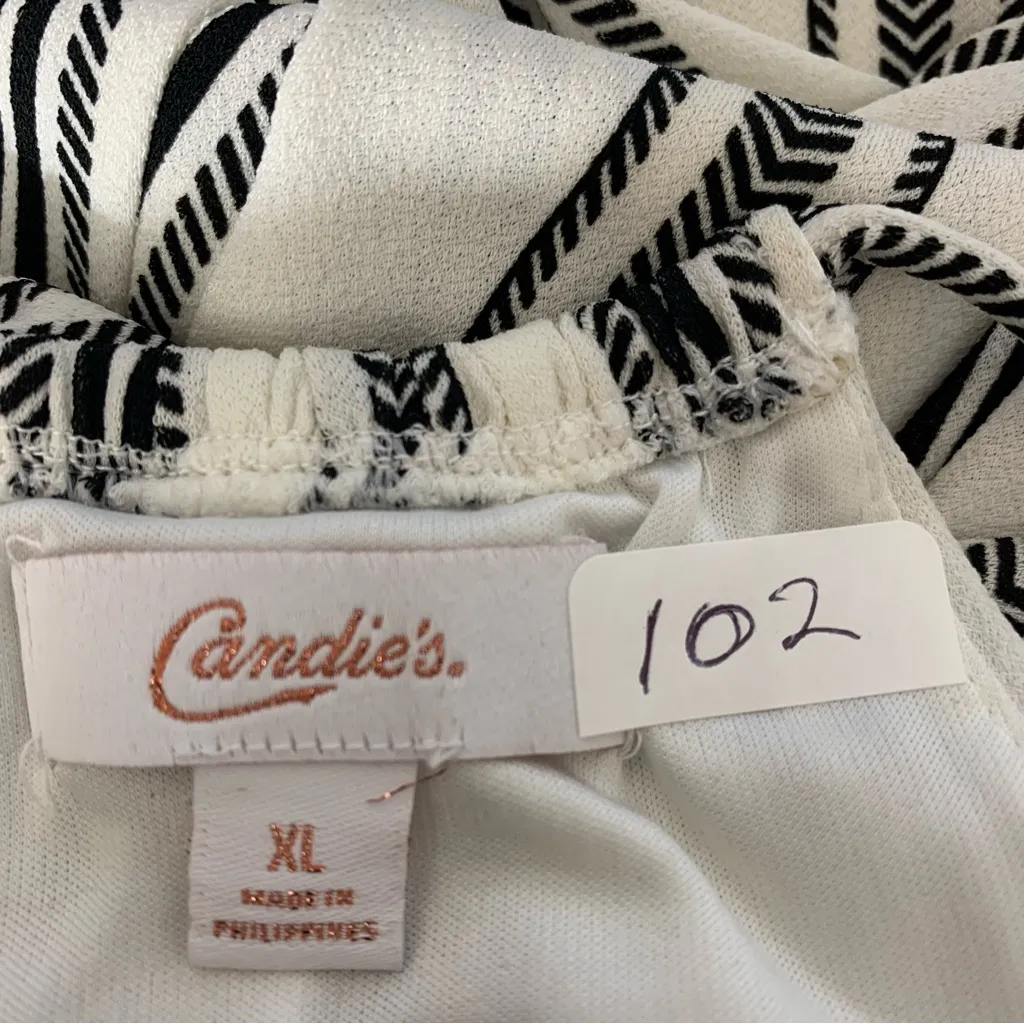 Candie's.
102
XL
MADE IN
PHILIPPINES